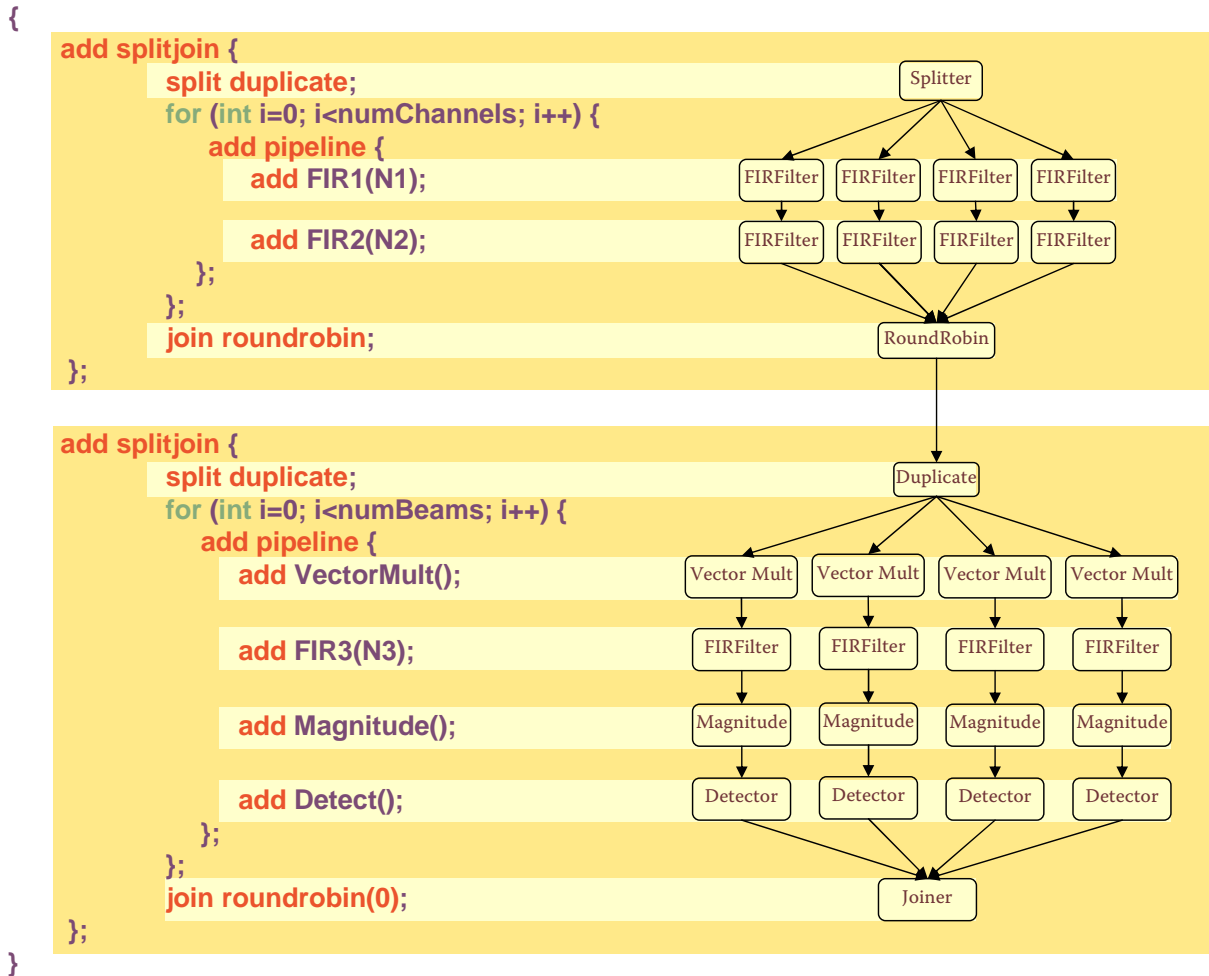 {
add splitjoin {
split duplicate; Splitter
for (int i=0; i<numChannels; i++) {
add pipeline {
add FIR1(N1); FIRFilter FIRFilter FIRFilter FIRFilter
add FIR2(N2); FIRFilter FIRFilter FIRFilter FIRFilter
};
};
join roundrobin; RoundRobin
};
add splitjoin {
split duplicate; Duplicate
for (int i=0; i<numBeams; i++) {
add pipeline {
add VectorMult(); Vector Mult Vector Mult Vector Mult Vector Mult
add FIR3(N3); FIRFilter FIRFilter FIRFilter FIRFilter
add Magnitude(); Magnitude Magnitude Magnitude Magnitude
add Detect(); Detector Detector Detector Detector
};
};
join roundrobin(0); Joiner
};
}